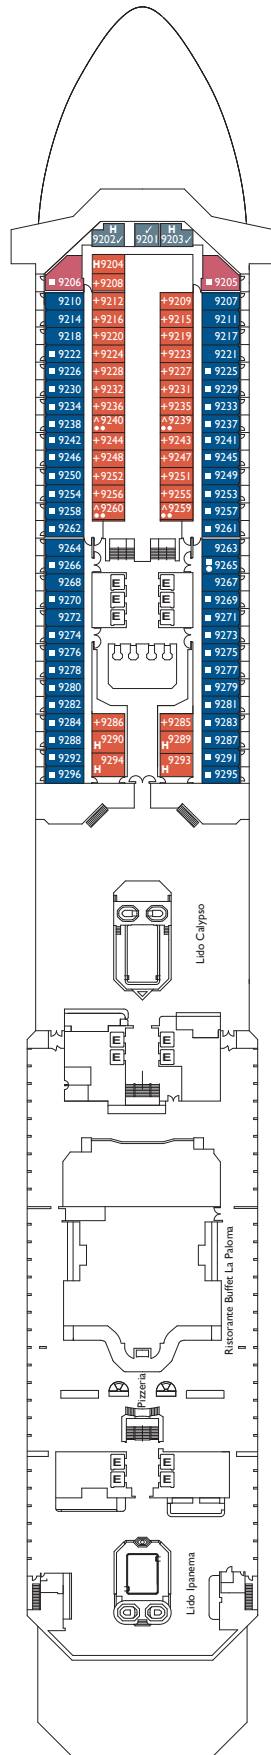 H H
9202✓ 9201✓ 9203✓
9206 H9204 9205
+9208
9210 +9212 +9209 9207
9214 +9216 +9215 9211
9218 +9220 +9219 9217
9222 +9224 +9223 9221
9226 +9228 +9227 9225
9230 +9232 +9231 9229
9234 +9236 +9235 9233
9238 ^9240 ^9239 9237
9242 +9244 +9243 9241
9246 +9248 +9247 9245
9250 +9252 +9251 9249
9254 +9256 +9255 9253
9258 ^9260 ^9259 9257
9262 9261
9264 9263
9266 9265
9268 E E 9267
9270 E E 9269
9272 E E 9271
9274 9273
9276 9275
9278 9277
9280 9279
9282 9281
9284 +9286 +9285 9283
9288 9290 H 9289 H 9287
9292 9294 H 9293 H 9291
9296 9295
Lido Calypso
E E
E E
Ristorante Buffet La Paloma
Pizzeria
E E
E E
Lido Ipanema